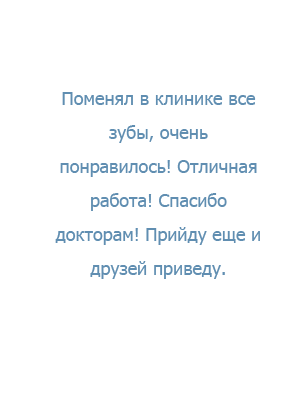 Поменял в клинике все
зубы, очень
понравилось! Отличная
работа! Спасибо
докторам! Прийду еще и
друзей приведу.